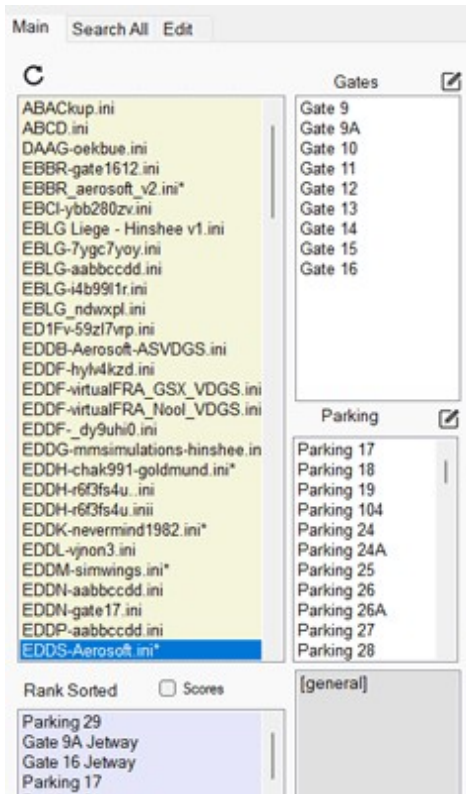 Main Search All Edit
Gates
ABACkup.ini
ABCD.ini
DAAG-oekbue.ini
EBBR-gate1612.ini
EBBR_aerosoft_v2.ini*
EBCI-ybb280zv.ini
EBLG Liege - Hinshee v1.ini
EBLG-7ygc7yoy.ini
EBLG-aabbccdd.ini
EBLG-i4b99l1r.ini
EBLG_ndwxpl.ini
ED1Fv-59zl7vrp.ini
EDDB-Aerosoft-ASVDGS.ini
EDDF-hylv4kzd.ini
EDDF-virtualFRA_GSX_VDGS.ini
EDDF-virtualFRA_Nool_VDGS.ini
EDDF-_dy9uhi0.ini
EDDG-mmsimulations-hinshee.in
EDDH-chak991-goldmund.ini*
EDDH-r6f3fs4u..ini
EDDH-r6f3fs4u.inii
EDDK-nevermind1982.ini*
EDDL-vjnon3.ini
EDDM-simwings.ini*
EDDN-aabbccdd.ini
EDDN-gate17.ini
EDDP-aabbccdd.ini
EDDS-Aerosoft.ini*
Gate 9
Gate 9A
Gate 10
Gate 11
Gate 12
Gate 13
Gate 14
Gate 15
Gate 16
Parking
Parking 17
Parking 18
Parking 19
Parking 104
Parking 24
Parking 24A
Parking 25
Parking 26
Parking 26A
Parking 27
Parking 28
Rank Sorted Scores
Parking 29
Gate 9A Jetway
Gate 16 Jetway
Parking 17
[general]